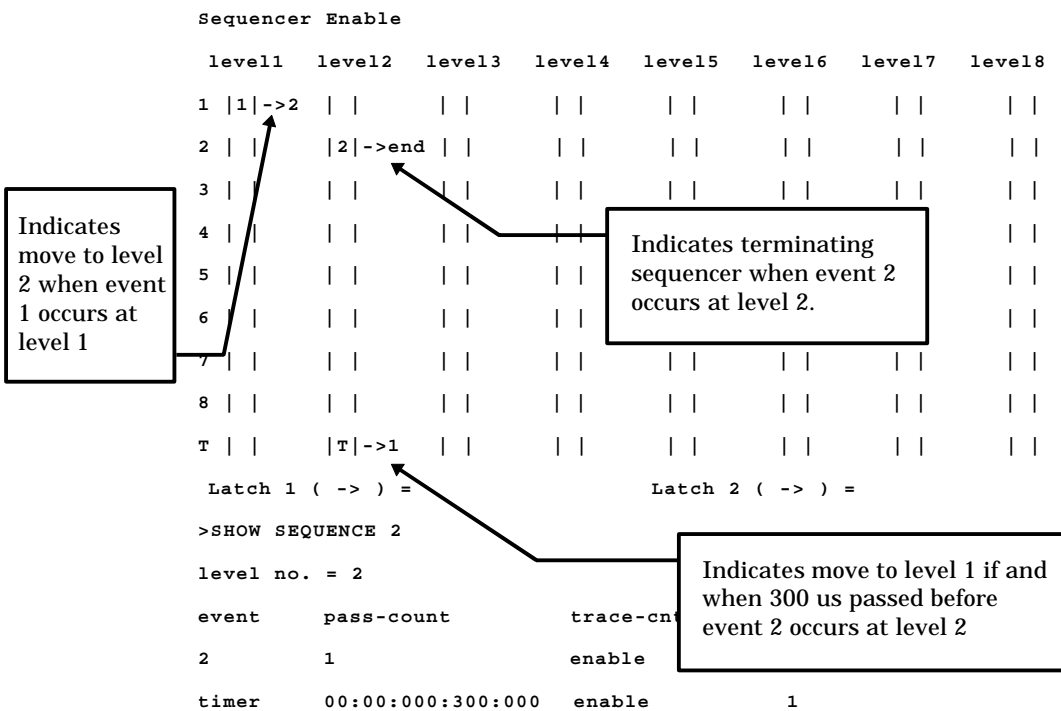 Sequencer Enable
level1 level2 level3 level4 level5 level6 level7 level8
1 |1|->2 | | | | | | | | | | | | | |
2 | | |2|->end | | | | | | | | | | | |
3 | | | | | | | | | | | | | | | |
4 | | | | | | | | | |
5 | | | | | | | |
6 | | | | | | | |
7 | | | | | | | | | | | | | | | |
8 | | | | | | | | | | | | | | | |
T | | |T|->1 | | | | | | | | | | | |
Indicates
move to level
2 when event
1 occurs at
level 1
Indicates terminating
sequencer when event 2
occurs at level 2.
Latch 1 ( -> ) = Latch 2 ( -> ) =
>SHOW SEQUENCE 2
level no. = 2
event pass-count trace-cnt
2 1 enable
timer 00:00:000:300:000 enable 1
Indicates move to level 1 if and
when 300 us passed before
event 2 occurs at level 2